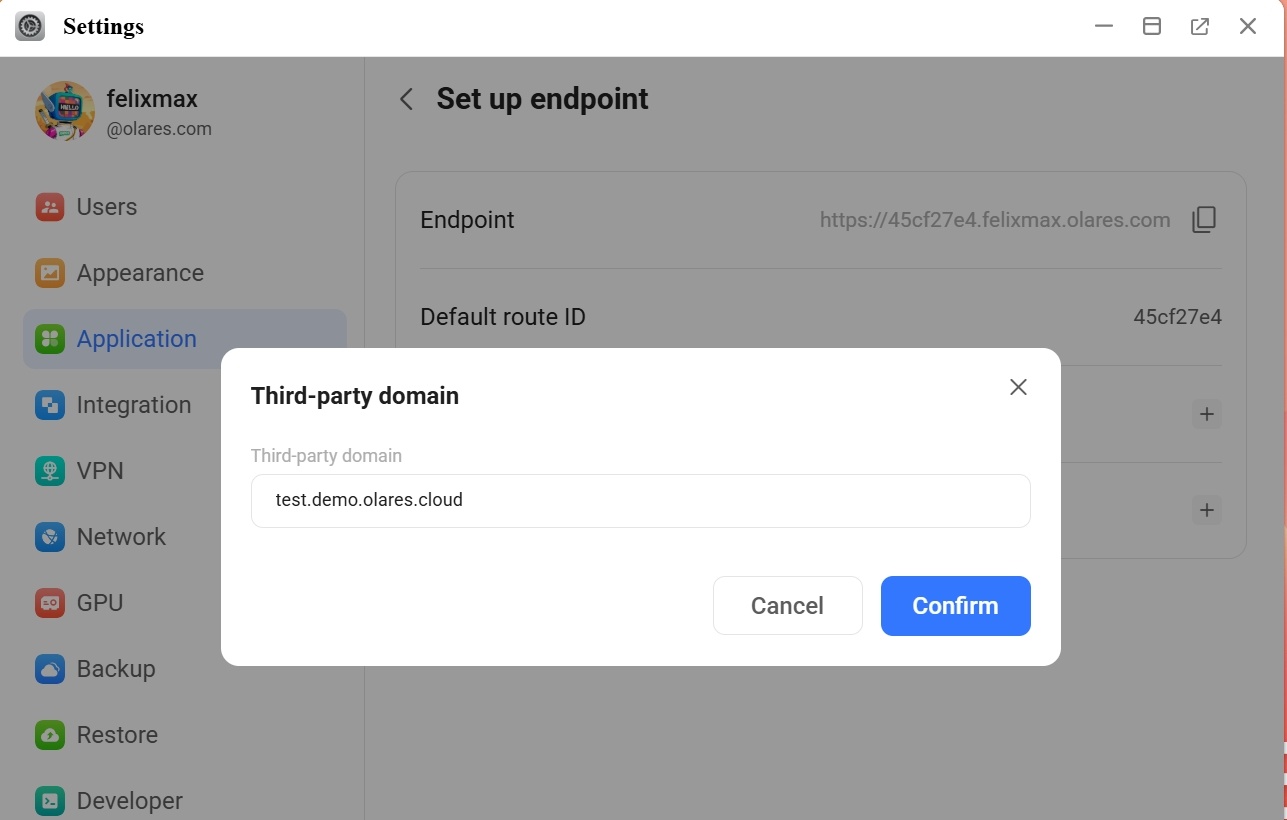 Settings
felixmax
@olares.com
Users
Appearance
Application
Integration
VPN
Network
GPU
Backup
Restore
Developer
Set up endpoint
Endpoint
https://45cf27e4.felixmax.olares.com
Default route ID
45cf27e4
Third-party domain
Third-party domain
test.demo.olares.cloud
Cancel
Confirm